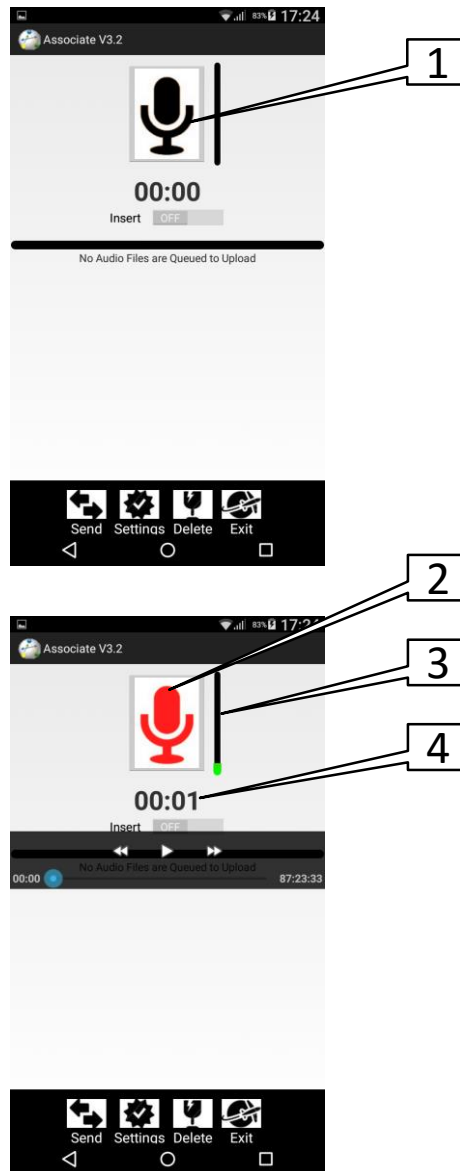 83% 17:24
Associate V3.2
1
00:00
Insert OFF
No Audio Files are Queued to Upload
Send Settings Delete Exit
2
83% 17:24
Associate V3.2
3
4
00:01
Insert OFF
No Audio Files are Queued to Upload
00:00 87:23:33
Send Settings Delete Exit